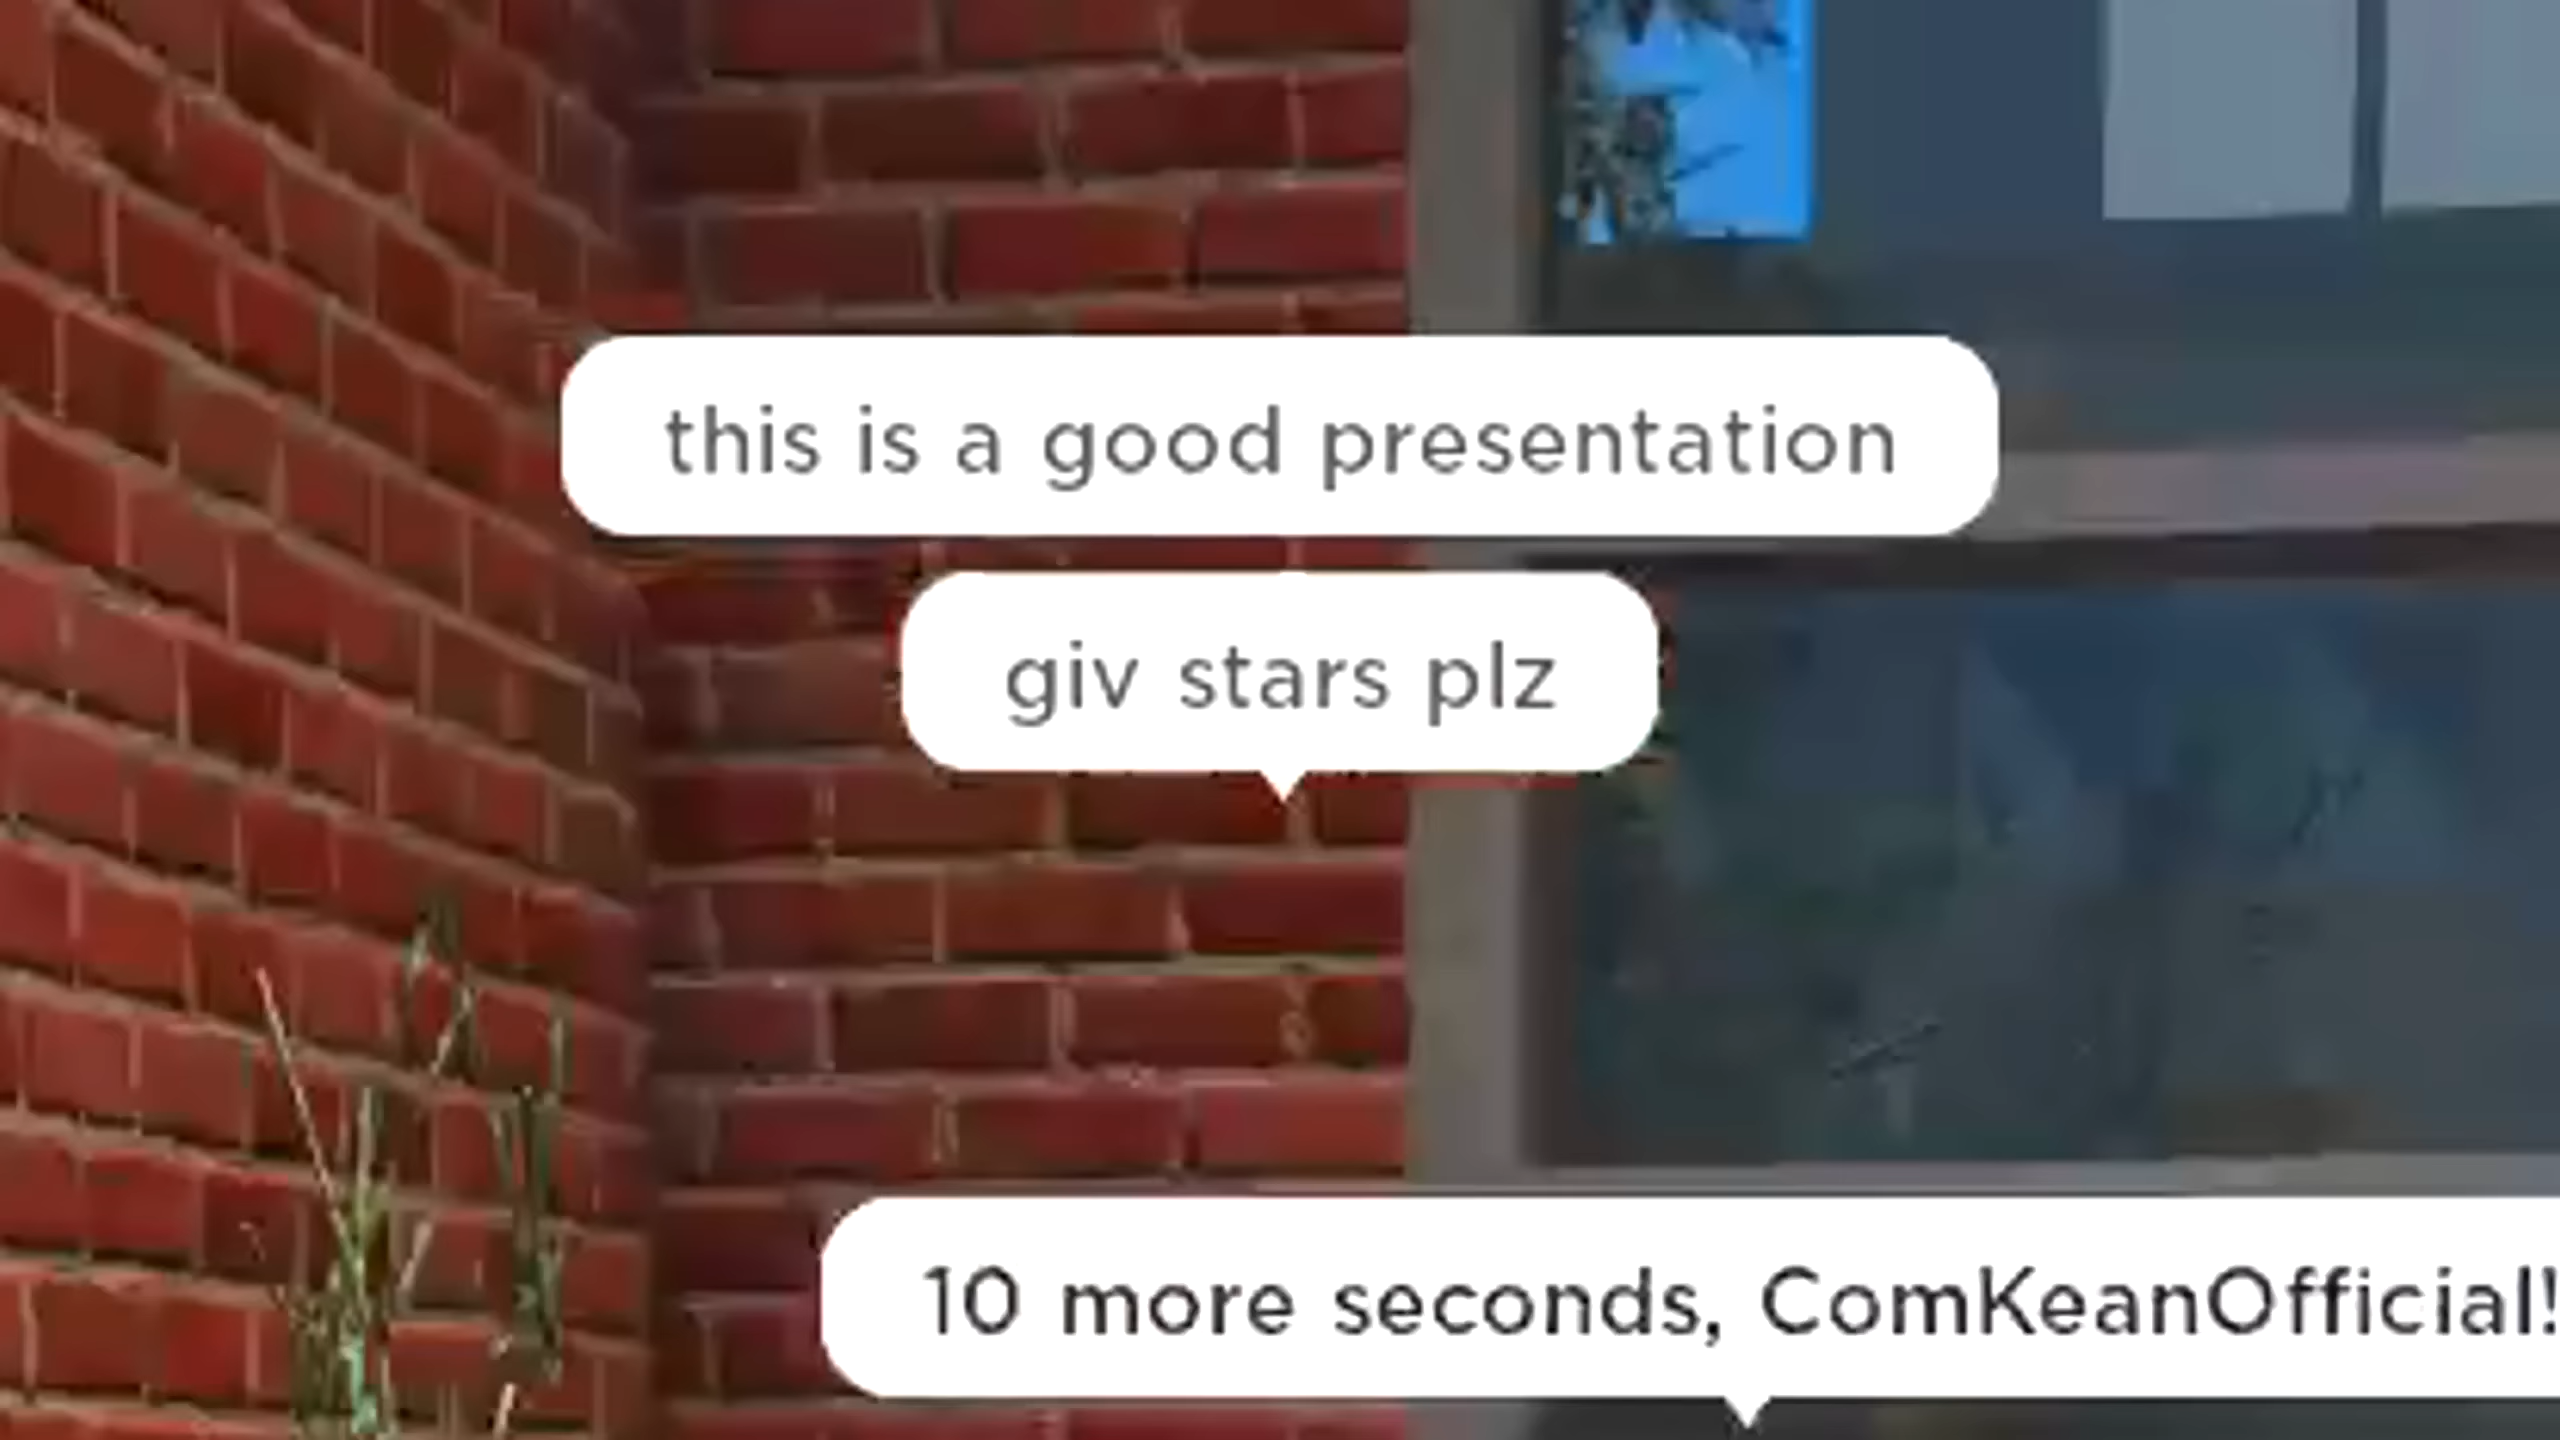 this is a good presentation
giv stars plz
10 more seconds, ComKeanOfficial!